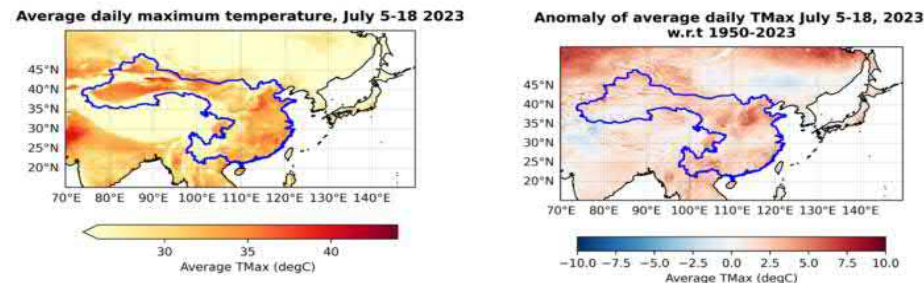 Average daily maximum temperature, July 5-18 2023
45°N
40°N
35°N
30°N
25°N
20°N
70°E 80°E 90°E 100°E 110°E 120°E 130°E 140°E
30 35 40
Average TMax (degC)
Anomaly of average daily TMax July 5-18, 2023
w.r.t 1950-2023
45°N
40°N
35°N
30°N
25°N
20°N
70°E 80°E 90°E 100°E 110°E 120°E 130°E 140°E
−10.0 −7.5 −5.0 −2.5 0.0 2.5 5.0 7.5 10.0
Average TMax (degC)